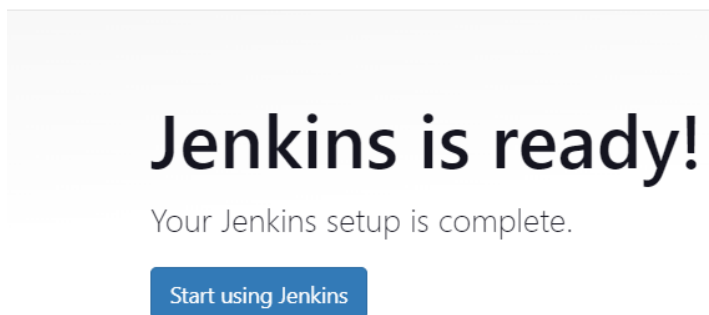 Jenkins is ready!
Your Jenkins setup is complete.
Start using Jenkins